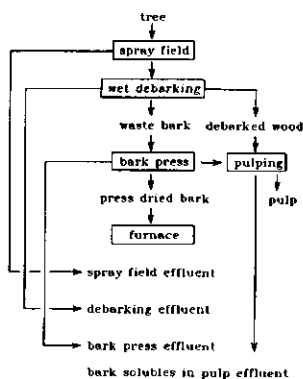 tree
spray field
wet debarking
waste bark debarked wood
bark press pulping
press dried bark pulp
furnace
spray field effluent
debarking effluent
bark press effluent
bark solubles in pulp effluent